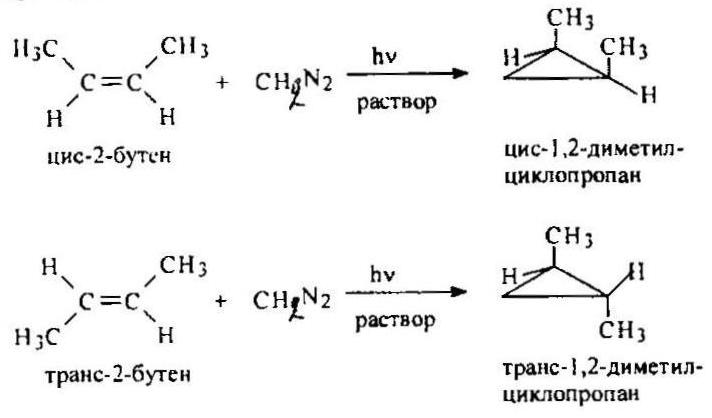 H₃C CH₃
C=C + CH₂N₂ hν
H H раствор
цис-2-бутен
CH₃
H CH₃
H
цис-1,2-диметил-
циклопропан
H CH₃
C=C + CH₂N₂ hν
H₃C H раствор
транс-2-бутен
CH₃
H H
CH₃
транс-1,2-диметил-
циклопропан